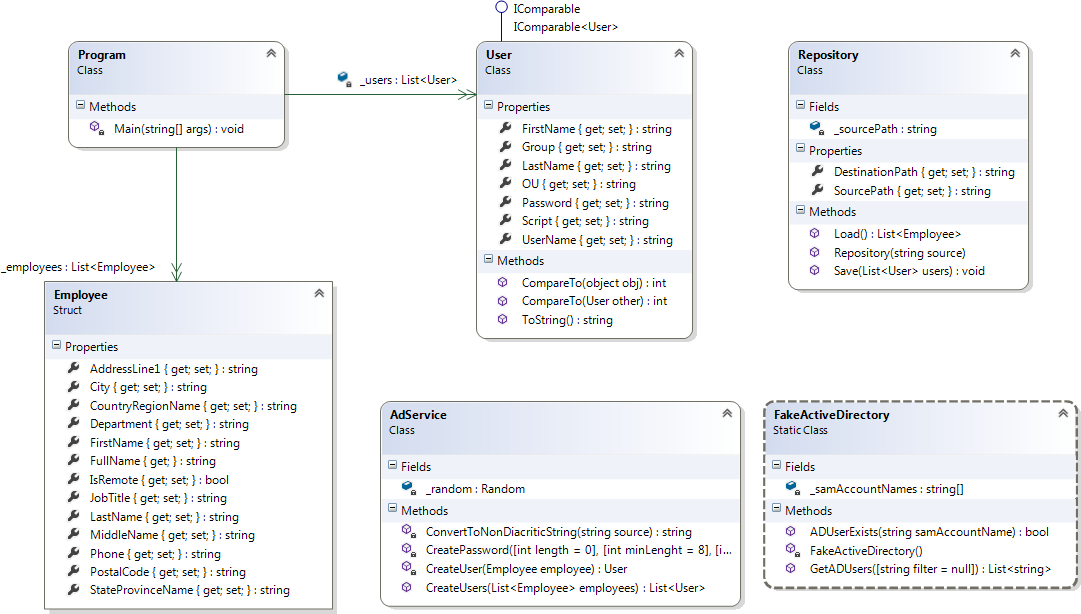 IComparable
IComparable<User>
Program
Class
Methods
Main(string[] args) : void
_users : List<User>
User
Class
Properties
FirstName { get; set; } : string
Group { get; set; } : string
LastName { get; set; } : string
OU { get; set; } : string
Password { get; set; } : string
Script { get; set; } : string
UserName { get; set; } : string
Methods
CompareTo(object obj) : int
CompareTo(User other) : int
ToString() : string
Repository
Class
Fields
_sourcePath : string
Properties
DestinationPath { get; set; } : string
SourcePath { get; set; } : string
Methods
Load() : List<Employee>
Repository(string source)
Save(List<User> users) : void
_employees : List<Employee>
Employee
Struct
Properties
AddressLine1 { get; set; } : string
City { get; set; } : string
CountryRegionName { get; set; } : string
Department { get; set; } : string
FirstName { get; set; } : string
FullName { get; } : string
IsRemote { get; set; } : bool
JobTitle { get; set; } : string
LastName { get; set; } : string
MiddleName { get; set; } : string
Phone { get; set; } : string
PostalCode { get; set; } : string
StateProvinceName { get; set; } : string
AdService
Class
Fields
_random : Random
Methods
ConvertToNonDiacriticString(string source) : string
CreatePassword([int length = 0], [int minLenght = 8], [i...
CreateUser(Employee employee) : User
CreateUsers(List<Employee> employees) : List<User>
FakeActiveDirectory
Static Class
Fields
_samAccountNames : string[]
Methods
ADUserExists(string samAccountName) : bool
FakeActiveDirectory()
GetADUsers([string filter = null]) : List<string>